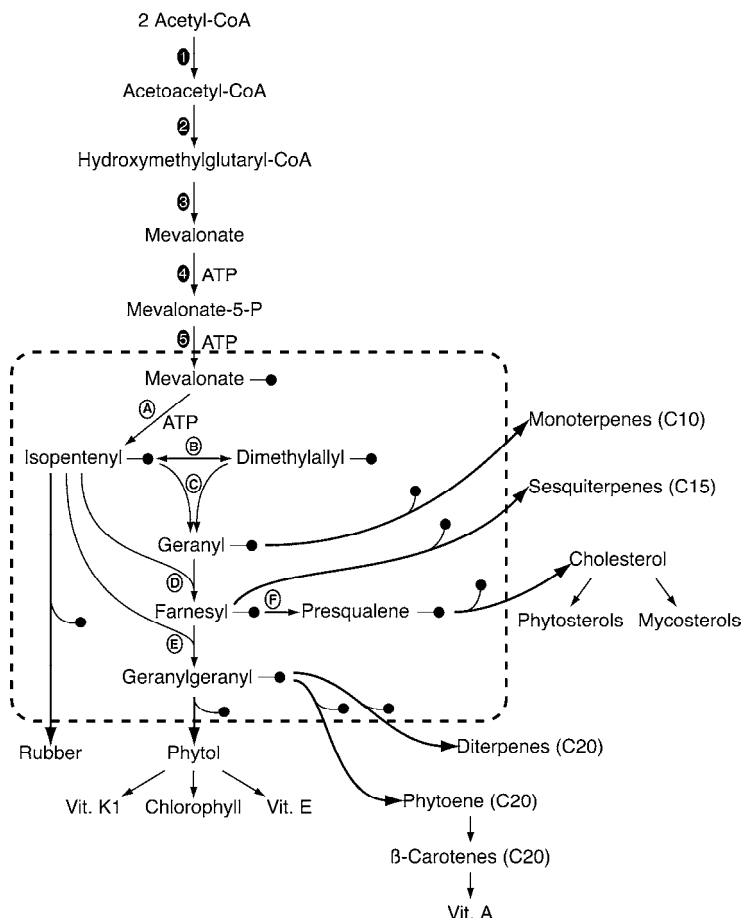 2 Acetyl-CoA
1
Acetoacetyl-CoA
2
Hydroxymethylglutaryl-CoA
3
Mevalonate
4 ATP
Mevalonate-5-P
5 ATP
Mevalonate
A ATP
Monoterpenes (C10)
Isopentenyl B Dimethylallyl
C
Sesquiterpenes (C15)
Geranyl
Cholesterol
D
Farnesyl F Presqualene
Phytosterols Mycosterols
E
Geranylgeranyl
Rubber Phytol Diterpenes (C20)
Vit. K1 Chlorophyll Vit. E Phytoene (C20)
ß-Carotenes (C20)
Vit. A